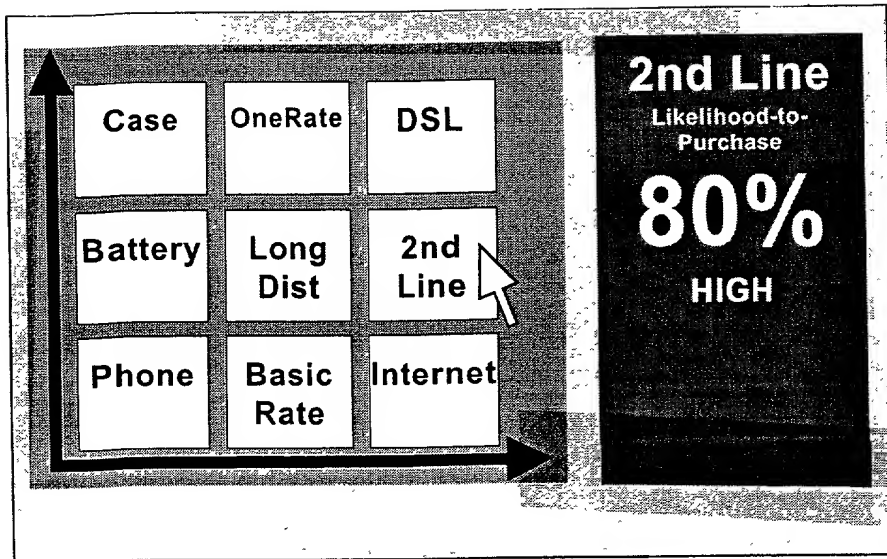 Case
OneRate
DSL
Battery
Long
Dist
2nd
Line
Phone
Basic
Rate
Internet
2nd Line
Likelihood-to-
Purchase
80%
HIGH